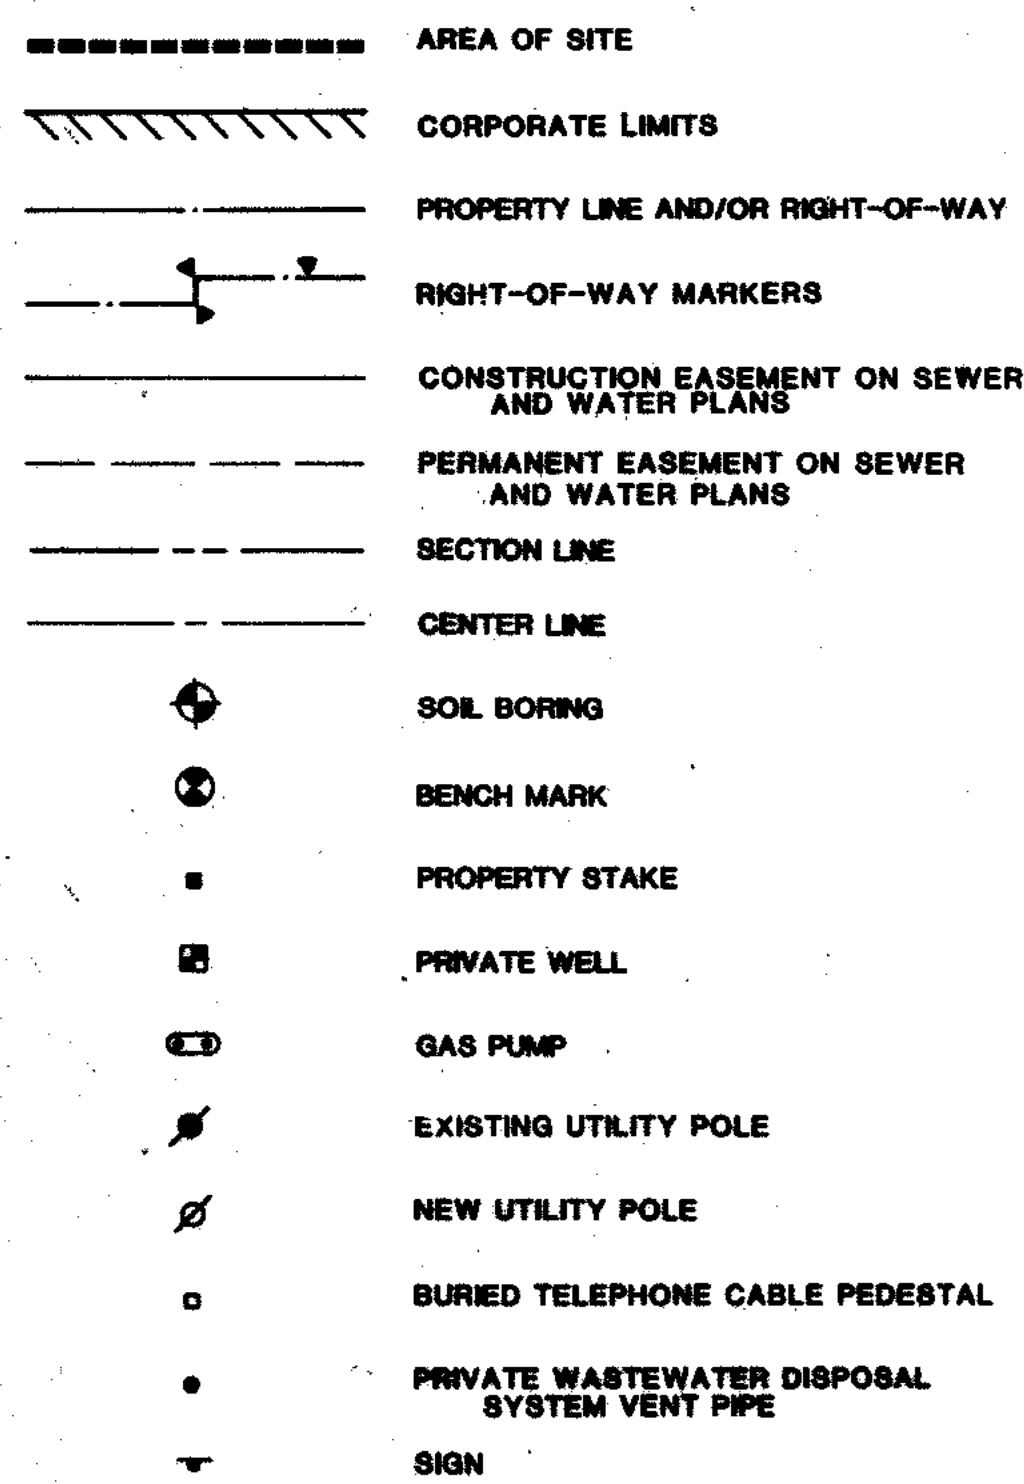 AREA OF SITE
CORPORATE LIMITS
PROPERTY LINE AND/OR RIGHT-OF-WAY
RIGHT-OF-WAY MARKERS
CONSTRUCTION EASEMENT ON SEWER
AND WATER PLANS
PERMANENT EASEMENT ON SEWER
AND WATER PLANS
SECTION LINE
CENTER LINE
SOIL BORING
BENCH MARK
PROPERTY STAKE
PRIVATE WELL
GAS PUMP
EXISTING UTILITY POLE
NEW UTILITY POLE
BURIED TELEPHONE CABLE PEDESTAL
PRIVATE WASTEWATER DISPOSAL
SYSTEM VENT PIPE
SIGN